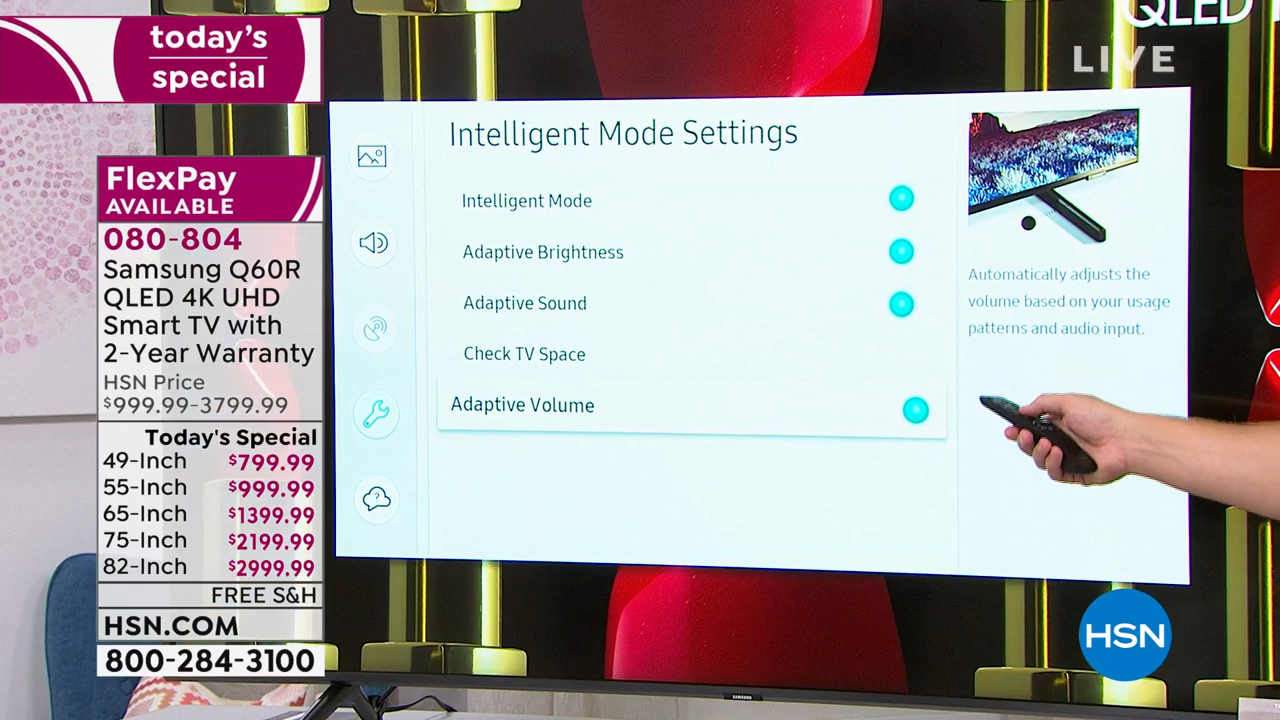 today's
special
QLED
LIVE
FlexPay
AVAILABLE
080-804
Samsung Q60R
QLED 4K UHD
Smart TV with
2-Year Warranty
HSN Price
$999.99-3799.99
Today's Special
49-Inch $799.99
55-Inch $999.99
65-Inch $1399.99
75-Inch $2199.99
82-Inch $2999.99
FREE S&H
HSN.COM
800-284-3100
Intelligent Mode Settings
Intelligent Mode
Adaptive Brightness
Adaptive Sound
Check TV Space
Adaptive Volume
Automatically adjusts the
volume based on your usage
patterns and audio input.
?
HSN
SAMSUNG